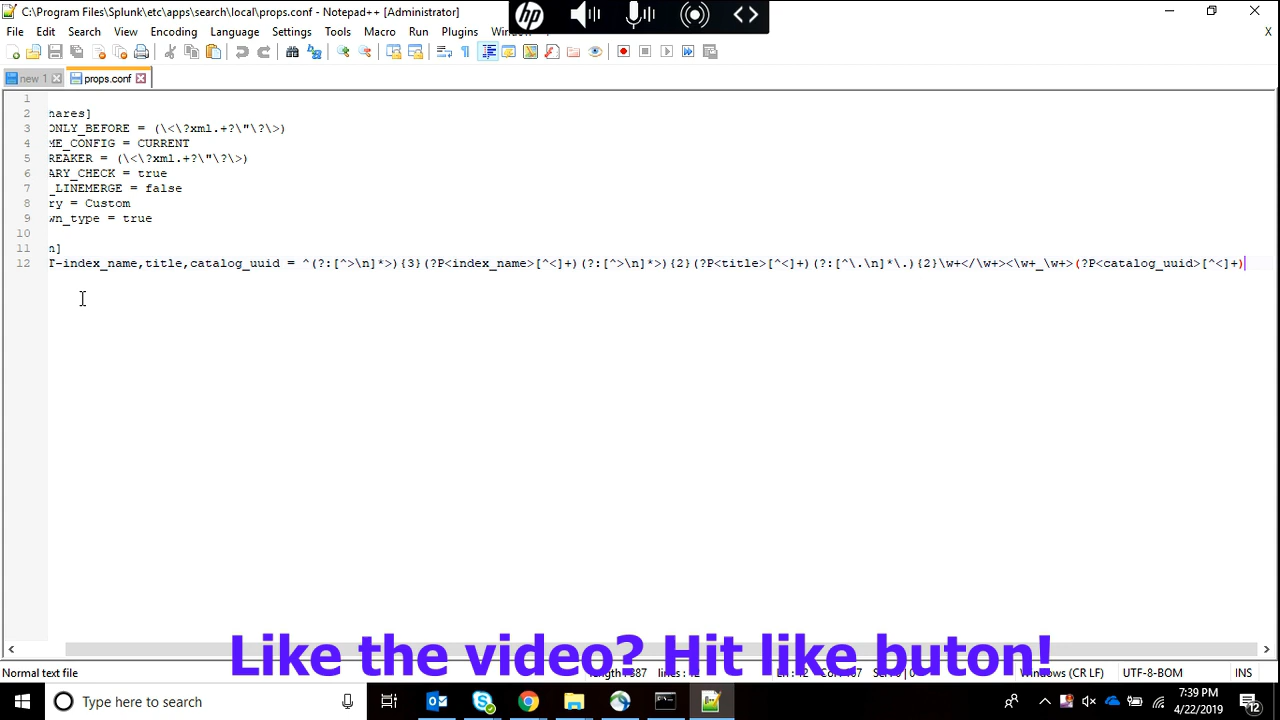 C:\Program Files\Splunk\etc\apps\search\local\props.conf - Notepad++ [Administrator]
hp
File Edit Search View Encoding Language Settings Tools Macro Run Plugins Window X
new 1 props.conf
1
2 hares]
3 ONLY_BEFORE = (\<\?xml.+?\"\?\>)
4 ME_CONFIG = CURRENT
5 REAKER = (\<\?xml.+?\"\?\>)
6 ARY_CHECK = true
7 _LINEMERGE = false
8 ry = Custom
9 wn_type = true
10
11 n]
12 T-index_name,title,catalog_uuid = ^(?:[^>\n]*>){3}(?P<index_name>[^<]+)(?:[^>\n]*>){2}(?P<title>[^<]+)(?:[^\.\n]*\.){2}\w+</\w+><\w+_\w+>(?P<catalog_uuid>[^<]+)
Like the video? Hit like buton!
Normal text file Windows (CR LF) UTF-8-BOM INS
Type here to search
7:39 PM
4/22/2019
12